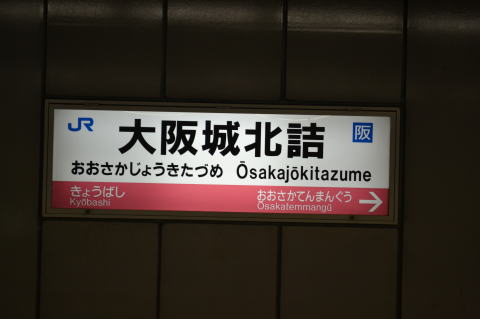 JR 大阪城北詰 阪
おおさかじょうきたづめ Ōsakajōkitazume
きょうばし おおさかてんまんぐう →
Kyōbashi Ōsakatemmangū